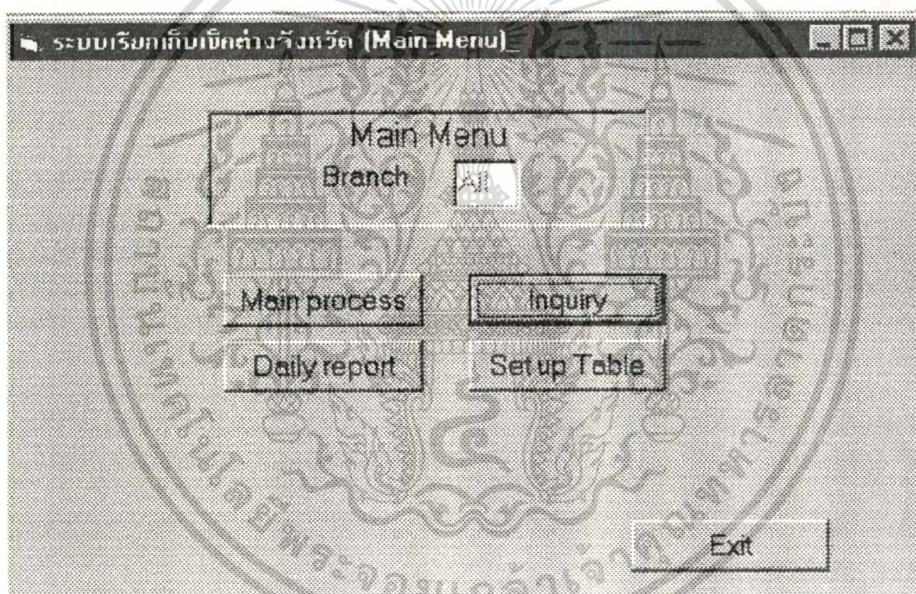 ระบบเรียกเก็บเช็คต่างจังหวัด (Main Menu)_
Main Menu
Branch All
Main process Inquiry
Daily report Set up Table
Exit